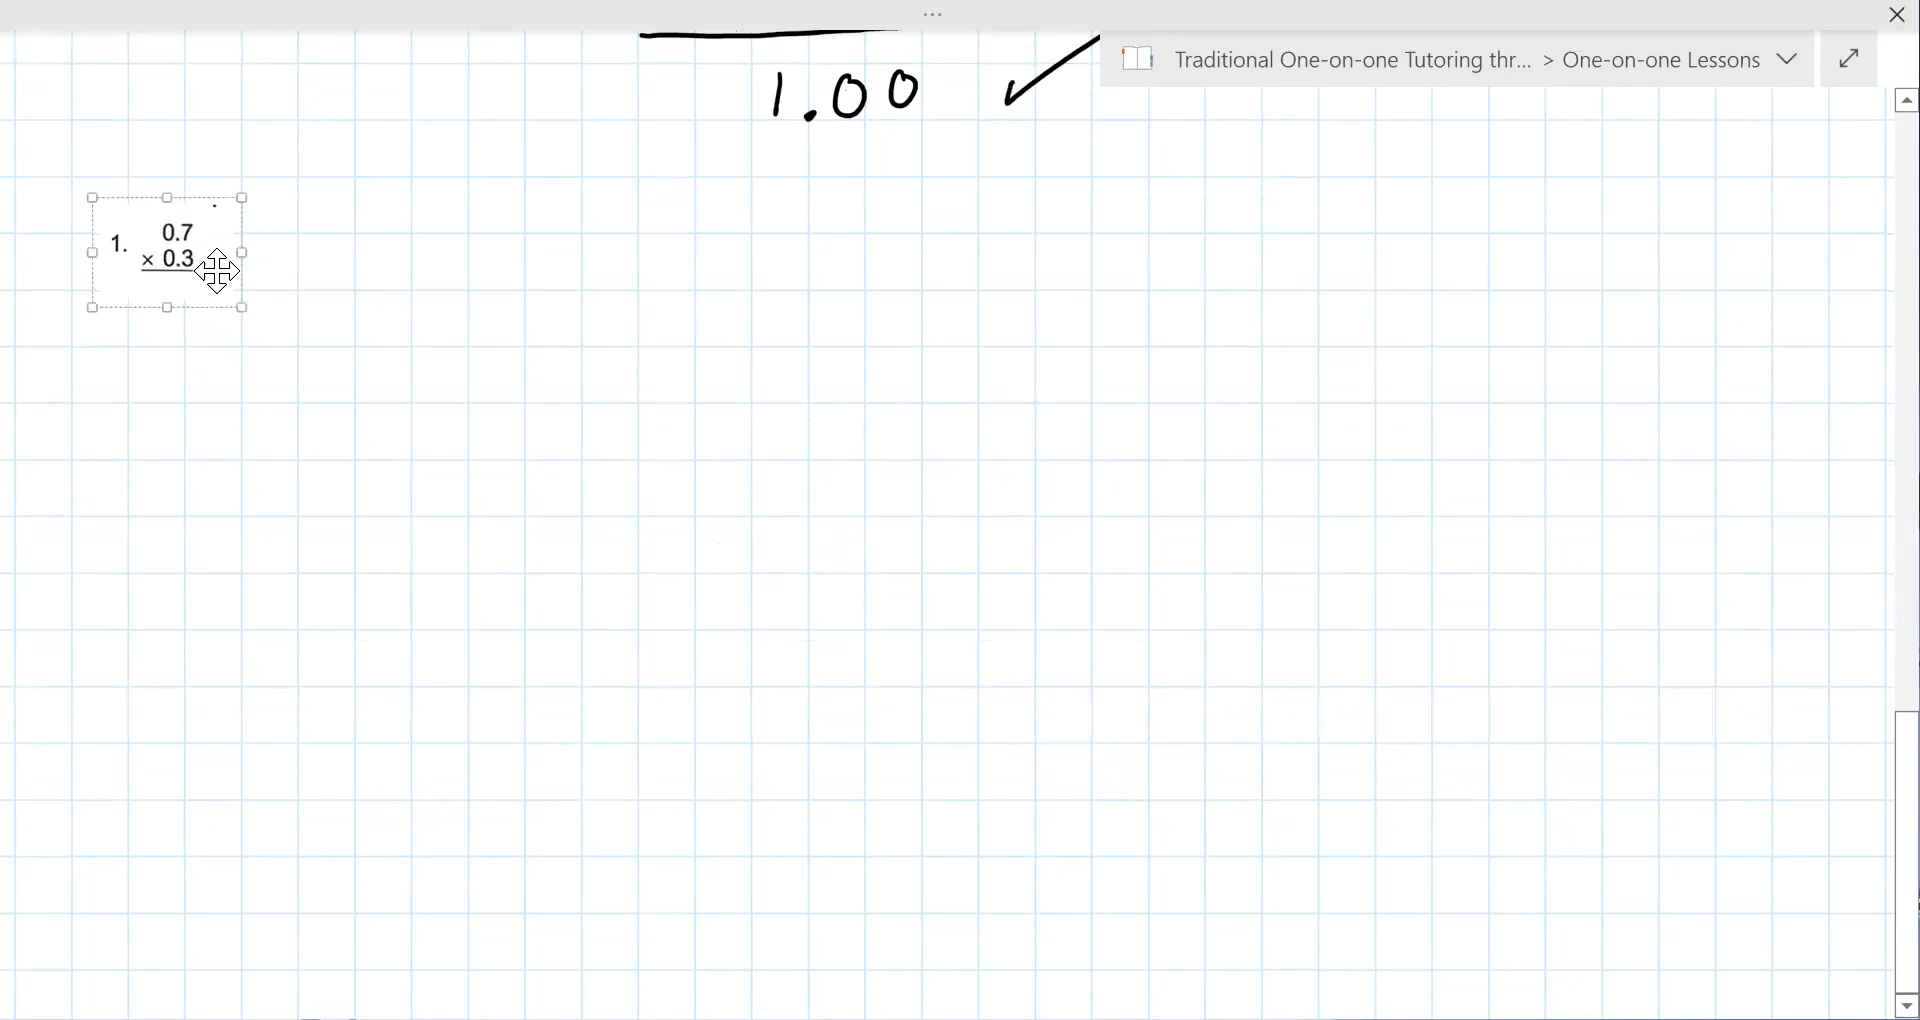 ...
Traditional One-on-one Tutoring thr... > One-on-one Lessons
1.00
1. 0.7
× 0.3